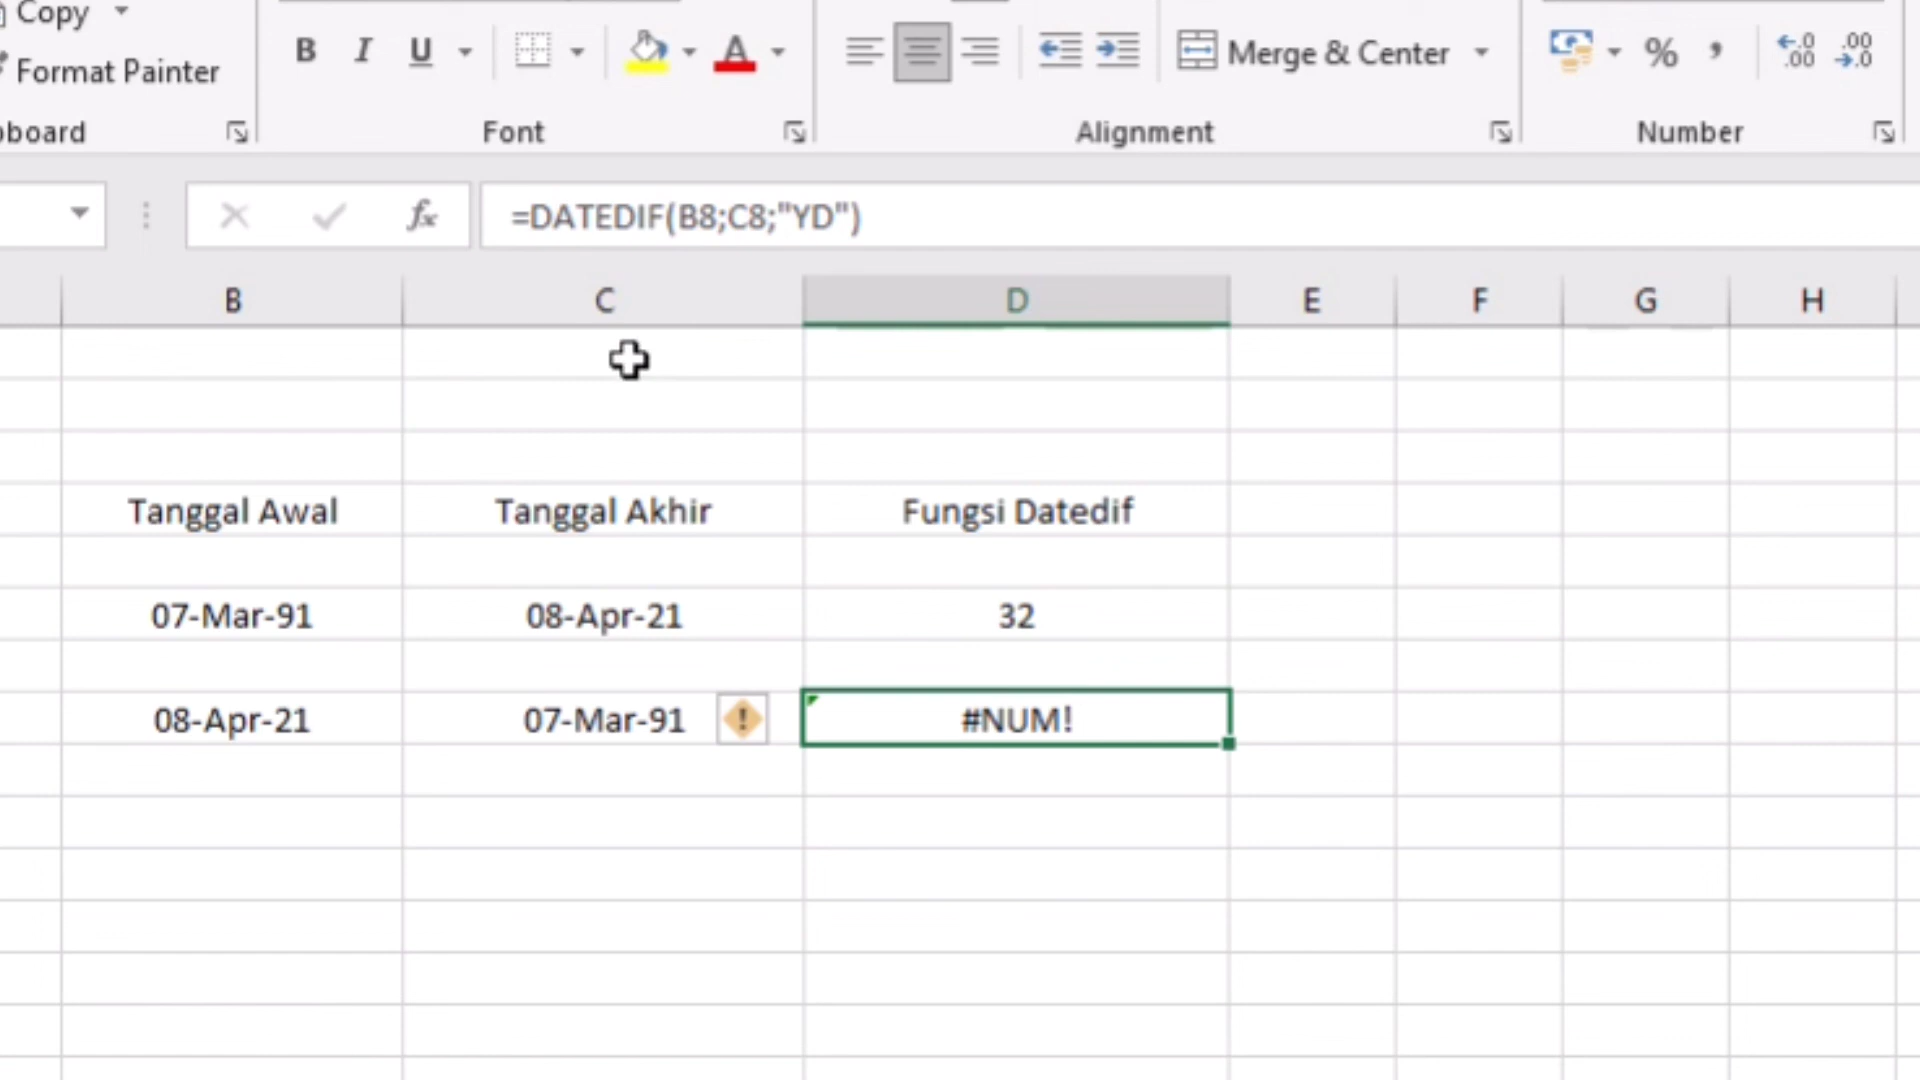 Copy
Format Painter
B I U A Merge & Center %
board Font Alignment Number
fx =DATEDIF(B8;C8;"YD")
B C D E F G H
Tanggal Awal Tanggal Akhir Fungsi Datedif
07-Mar-91 08-Apr-21 32
08-Apr-21 07-Mar-91 ! #NUM!